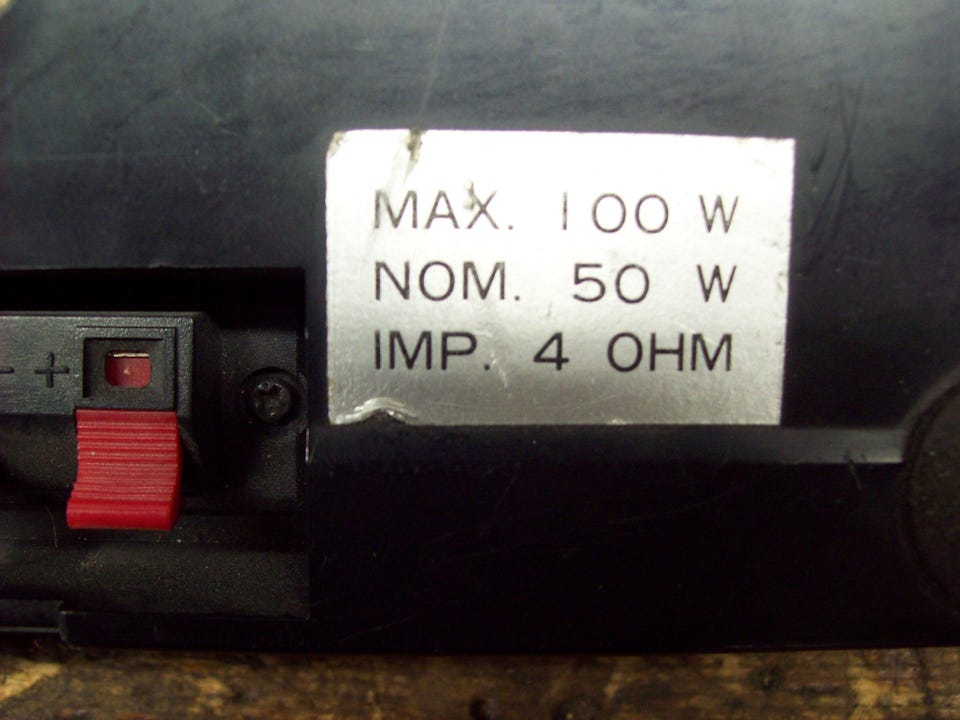 MAX. 100 W
NOM. 50 W
IMP. 4 OHM
- +